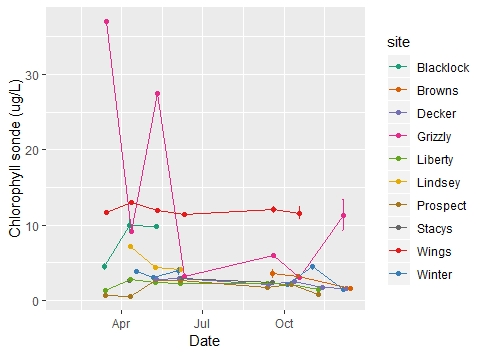 Chlorophyll sonde (ug/L)
30
20
10
0
Apr
Jul
Oct
Date
site
Blacklock
Browns
Decker
Grizzly
Liberty
Lindsey
Prospect
Stacys
Wings
Winter